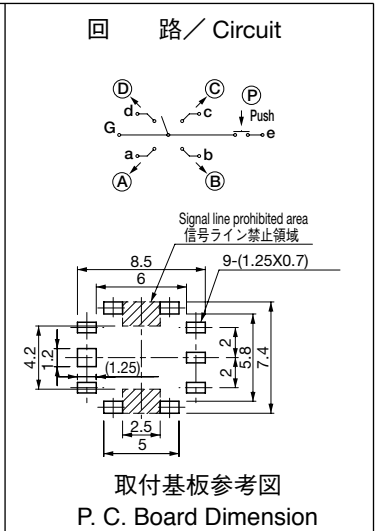 回 路／ Circuit
D C P
d c Push
G e
a b
A B
Signal line prohibited area
信号ライン禁止領域
8.5 9-(1.25X0.7)
6
4.2 1.2 (1.25) 2 2 5.8 7.4
2.5
5
取付基板参考図
P. C. Board Dimension